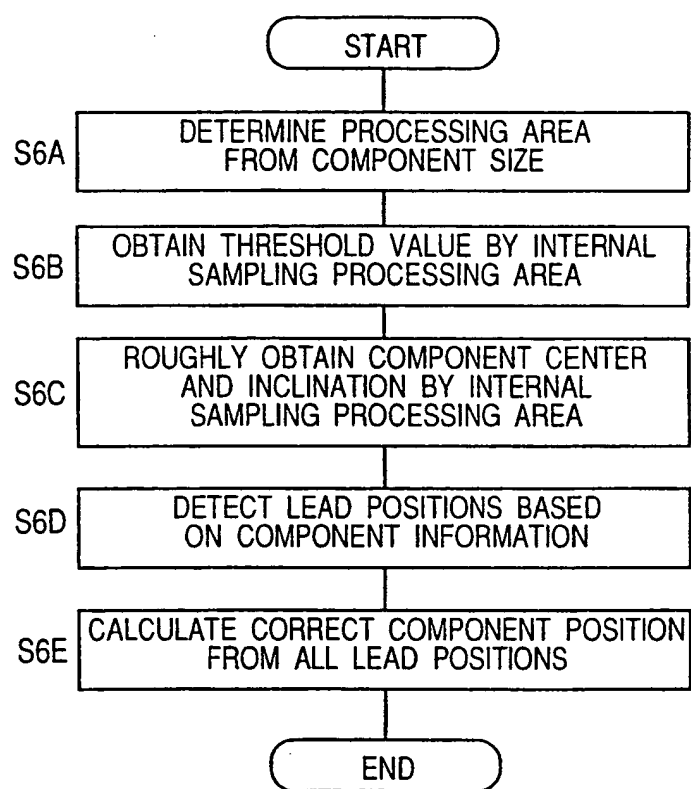 START
S6A
DETERMINE PROCESSING AREA
FROM COMPONENT SIZE
S6B
OBTAIN THRESHOLD VALUE BY INTERNAL
SAMPLING PROCESSING AREA
S6C
ROUGHLY OBTAIN COMPONENT CENTER
AND INCLINATION BY INTERNAL
SAMPLING PROCESSING AREA
S6D
DETECT LEAD POSITIONS BASED
ON COMPONENT INFORMATION
S6E
CALCULATE CORRECT COMPONENT POSITION
FROM ALL LEAD POSITIONS
END